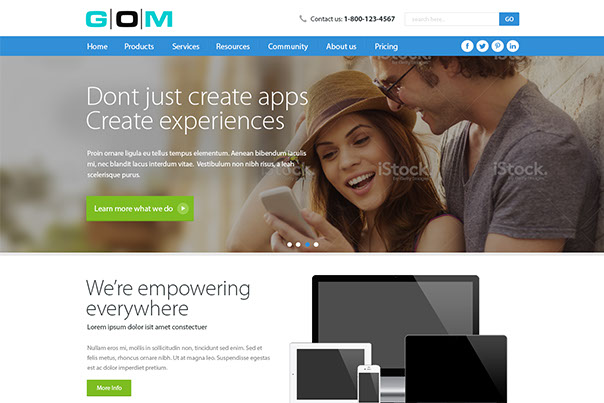 G|O|M
Contact us: 1-800-123-4567
search here...
GO
Home Products Services Resources Community About us Pricing
Dont just create apps
Create experiences
Proin ornare ligula eu tellus tempus elementum. Aenean bibendum iaculis
mi, nac blandit lacus interdum vitae. Vestibulum non nibh risus, a leash
scelerisque purus.
Learn more what we do
iStock.
iStock.
iStock.
We're empowering
everywhere
Lorem ipsum dolor isit amet constectuer
Nullam eros mi, mollis in sollicitudin non, tincidunt sed enim. Sed et
felis metus, rhoncus ornare nibh. Ut at magna leo. Suspendisse egestas
est ac dolor imperdiet pretium.
More Info